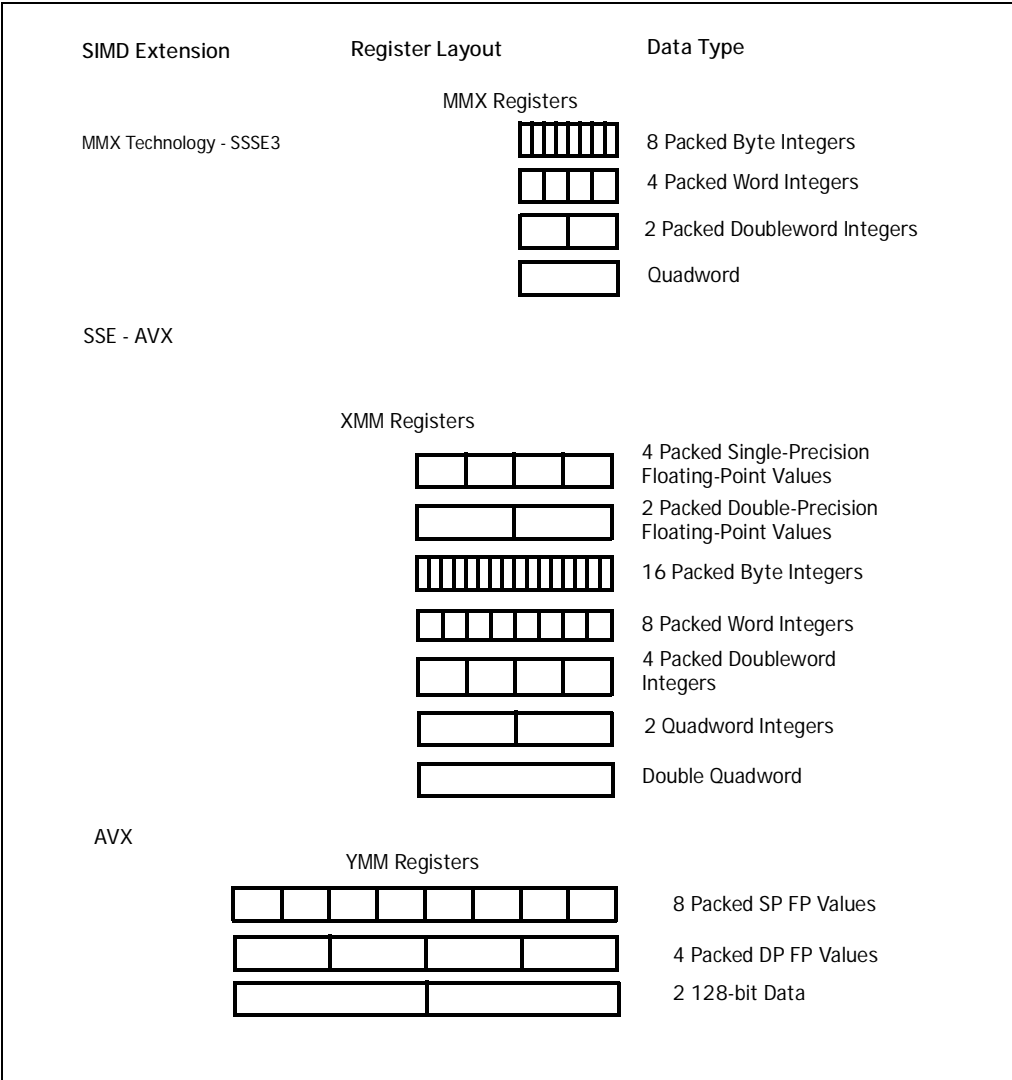 SIMD Extension Register Layout Data Type
MMX Registers
MMX Technology - SSSE3
8 Packed Byte Integers
4 Packed Word Integers
2 Packed Doubleword Integers
Quadword
SSE - AVX
XMM Registers
4 Packed Single-Precision
Floating-Point Values
2 Packed Double-Precision
Floating-Point Values
16 Packed Byte Integers
8 Packed Word Integers
4 Packed Doubleword
Integers
2 Quadword Integers
Double Quadword
AVX
YMM Registers
8 Packed SP FP Values
4 Packed DP FP Values
2 128-bit Data